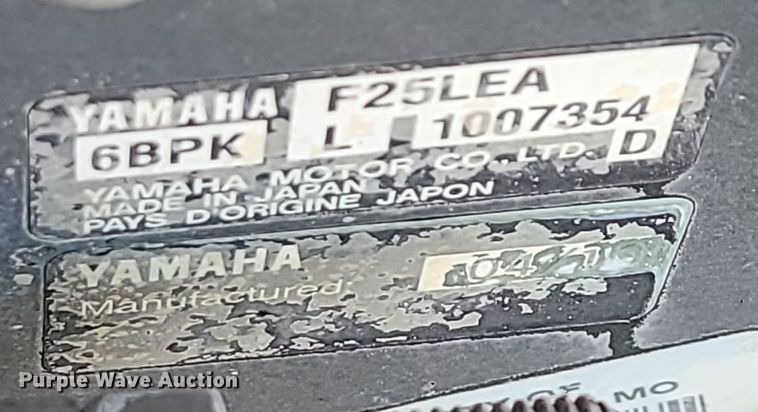 YAMAHA F25LEA
6BPK L 1007354
YAMAHA MOTOR CO., LTD. D
MADE IN JAPAN
PAYS D'ORIGINE JAPON
YAMAHA
Manufactured:
Purple Wave Auction
MO